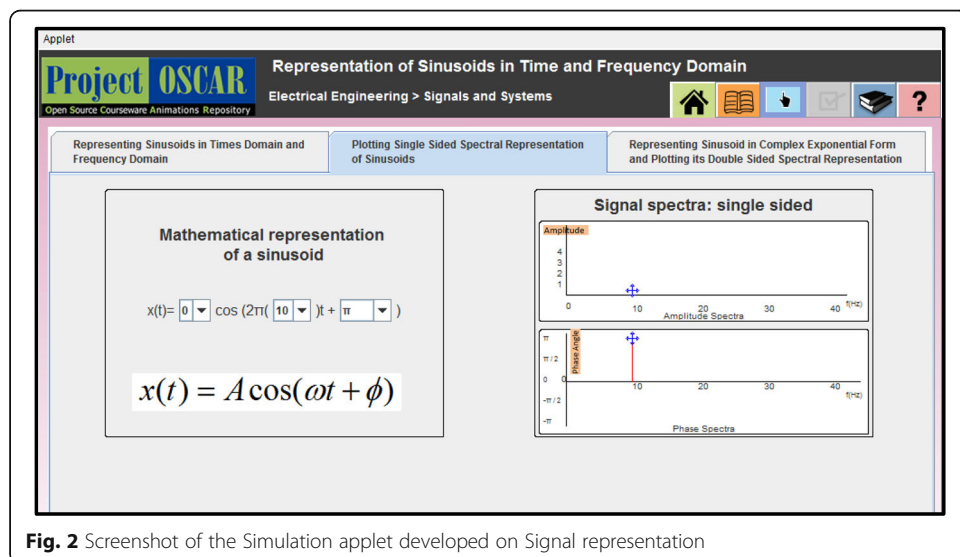 Applet
Project OSCAR
Open Source Courseware Animations Repository
Representation of Sinusoids in Time and Frequency Domain
Electrical Engineering > Signals and Systems
?
Representing Sinusoids in Times Domain and
Frequency Domain
Plotting Single Sided Spectral Representation
of Sinusoids
Representing Sinusoid in Complex Exponential Form
and Plotting its Double Sided Spectral Representation
Mathematical representation
of a sinusoid
x(t)= 0 cos (2π( 10 )t + π )
x(t) = A cos(ωt + ϕ)
Signal spectra: single sided
Amplitude
4
3
2
1
0 10 20 30 40 f(Hz)
Amplitude Spectra
π
π / 2
0 0
-π / 2
-π
Phase Angle
10 20 30 40
f(Hz)
Phase Spectra
Fig. 2 Screenshot of the Simulation applet developed on Signal representation